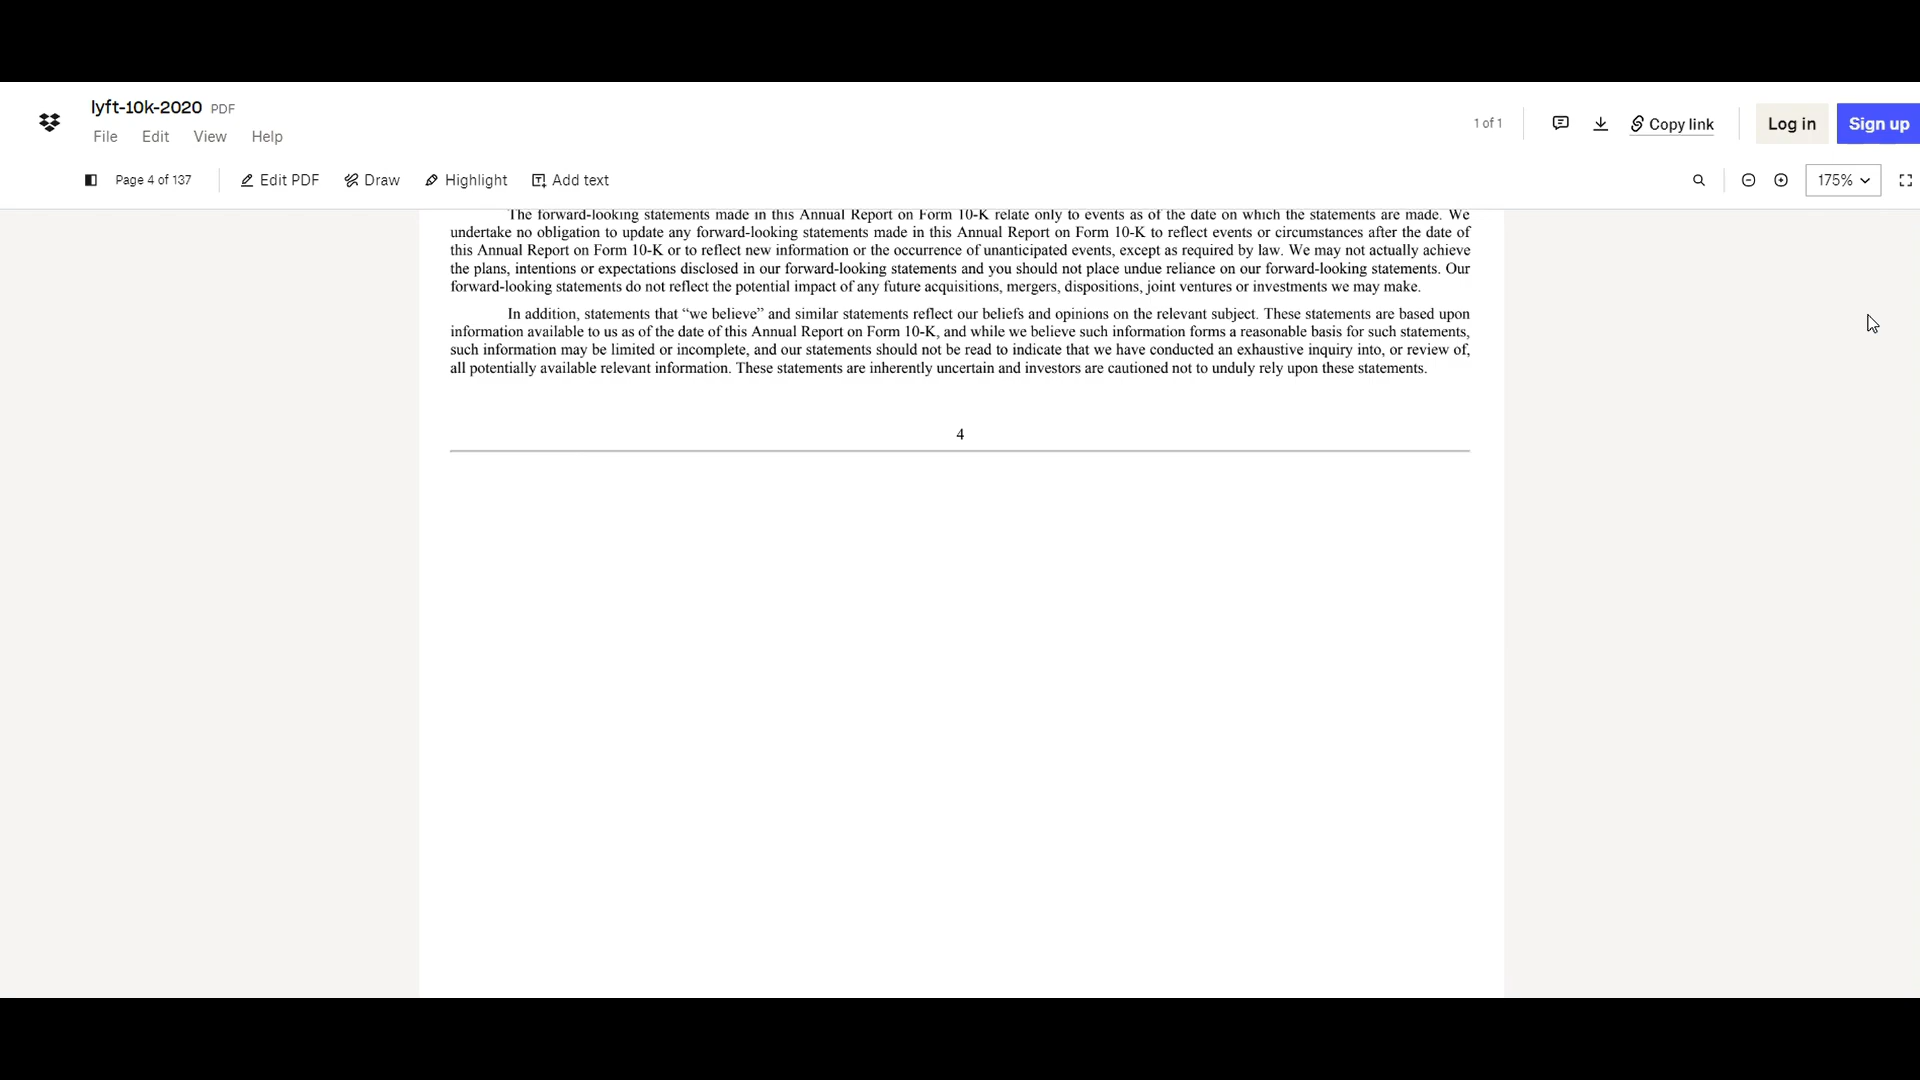 lyft-10k-2020 PDF
File Edit View Help
1 of 1
Copy link
Log in
Sign up
Page 4 of 137
Edit PDF
Draw
Highlight
Add text
175%
The forward-looking statements made in this Annual Report on Form 10-K relate only to events as of the date on which the statements are made. We
undertake no obligation to update any forward-looking statements made in this Annual Report on Form 10-K to reflect events or circumstances after the date of
this Annual Report on Form 10-K or to reflect new information or the occurrence of unanticipated events, except as required by law. We may not actually achieve
the plans, intentions or expectations disclosed in our forward-looking statements and you should not place undue reliance on our forward-looking statements. Our
forward-looking statements do not reflect the potential impact of any future acquisitions, mergers, dispositions, joint ventures or investments we may make.
In addition, statements that “we believe” and similar statements reflect our beliefs and opinions on the relevant subject. These statements are based upon
information available to us as of the date of this Annual Report on Form 10-K, and while we believe such information forms a reasonable basis for such statements,
such information may be limited or incomplete, and our statements should not be read to indicate that we have conducted an exhaustive inquiry into, or review of,
all potentially available relevant information. These statements are inherently uncertain and investors are cautioned not to unduly rely upon these statements.
4